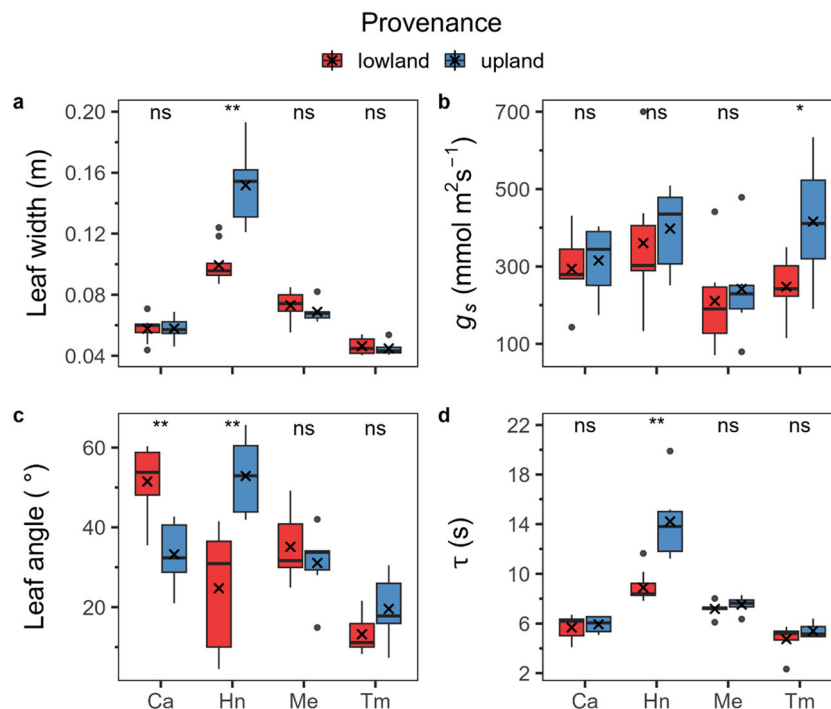 Provenance
lowland upland
a
Leaf width (m)
0.20
0.16
0.12
0.08
0.04
ns ** ns ns
b
gs (mmol m²s⁻¹)
700
500
300
100
ns ns ns *
c
Leaf angle (°)
60
40
20
** ** ns ns
Ca Hn Me Tm
d
τ (s)
22
18
14
10
6
2
ns ** ns ns
Ca Hn Me Tm